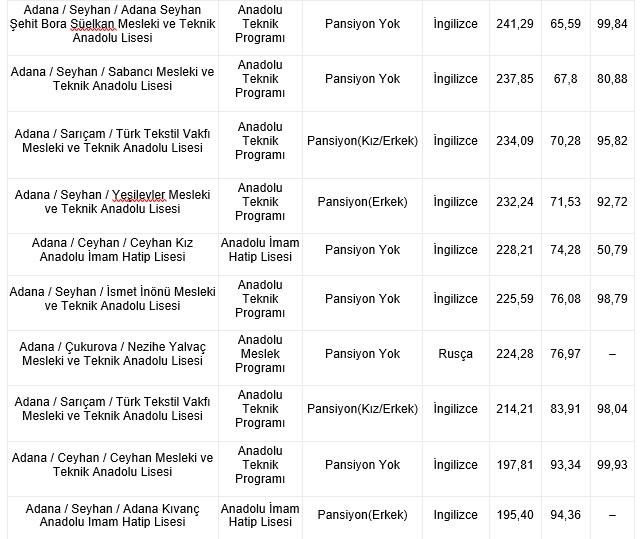 Adana / Seyhan / Adana Seyhan
Şehit Bora Süelkan Mesleki ve Teknik
Anadolu Lisesi
Anadolu
Teknik
Programı
Pansiyon Yok
İngilizce
241,29
65,59
99,84
Adana / Seyhan / Sabancı Mesleki ve
Teknik Anadolu Lisesi
Anadolu
Teknik
Programı
Pansiyon Yok
İngilizce
237,85
67,8
80,88
Adana / Sarıçam / Türk Tekstil Vakfı
Mesleki ve Teknik Anadolu Lisesi
Anadolu
Teknik
Programı
Pansiyon(Kız/Erkek)
İngilizce
234,09
70,28
95,82
Adana / Seyhan / Yeşilevler Mesleki
ve Teknik Anadolu Lisesi
Anadolu
Teknik
Programı
Pansiyon(Erkek)
İngilizce
232,24
71,53
92,72
Adana / Ceyhan / Ceyhan Kız
Anadolu İmam Hatip Lisesi
Anadolu İmam
Hatip Lisesi
Pansiyon Yok
İngilizce
228,21
74,28
50,79
Adana / Seyhan / İsmet İnönü Mesleki
ve Teknik Anadolu Lisesi
Anadolu
Teknik
Programı
Pansiyon Yok
İngilizce
225,59
76,08
98,79
Adana / Çukurova / Nezihe Yalvaç
Mesleki ve Teknik Anadolu Lisesi
Anadolu
Meslek
Programı
Pansiyon Yok
Rusça
224,28
76,97
–
Adana / Sarıçam / Türk Tekstil Vakfı
Mesleki ve Teknik Anadolu Lisesi
Anadolu
Teknik
Programı
Pansiyon(Kız/Erkek)
İngilizce
214,21
83,91
98,04
Adana / Ceyhan / Ceyhan Mesleki ve
Teknik Anadolu Lisesi
Anadolu
Teknik
Programı
Pansiyon Yok
İngilizce
197,81
93,34
99,93
Adana / Seyhan / Adana Kıvanç
Anadolu İmam Hatip Lisesi
Anadolu İmam
Hatip Lisesi
Pansiyon(Erkek)
İngilizce
195,40
94,36
–